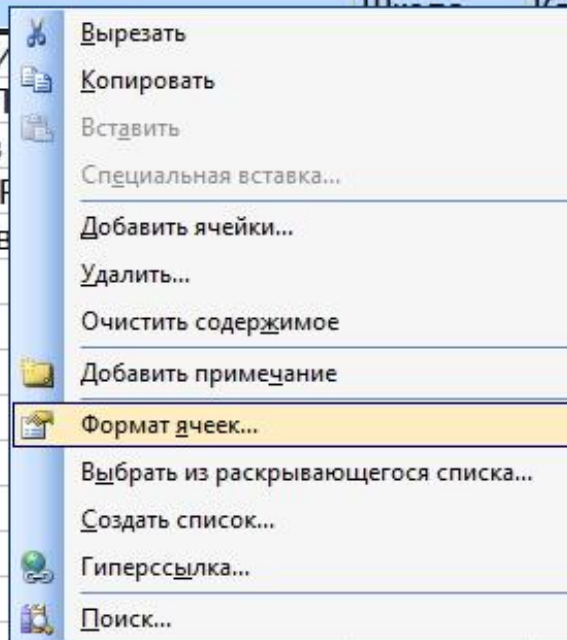 Вырезать
Копировать
Вставить
Специальная вставка...
Добавить ячейки...
Удалить...
Очистить содержимое
Добавить примечание
Формат ячеек...
Выбрать из раскрывающегося списка...
Создать список...
Гиперссылка...
Поиск...